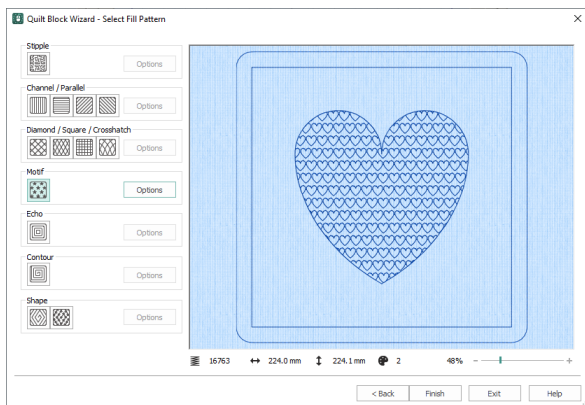 Quilt Block Wizard - Select Fill Pattern
Stipple
Options
Channel / Parallel
Options
Diamond / Square / Crosshatch
Options
Motif
Options
Echo
Options
Contour
Options
Shape
Options
16763 224.0 mm 224.1 mm 2 48% - +
< Back Finish Exit Help